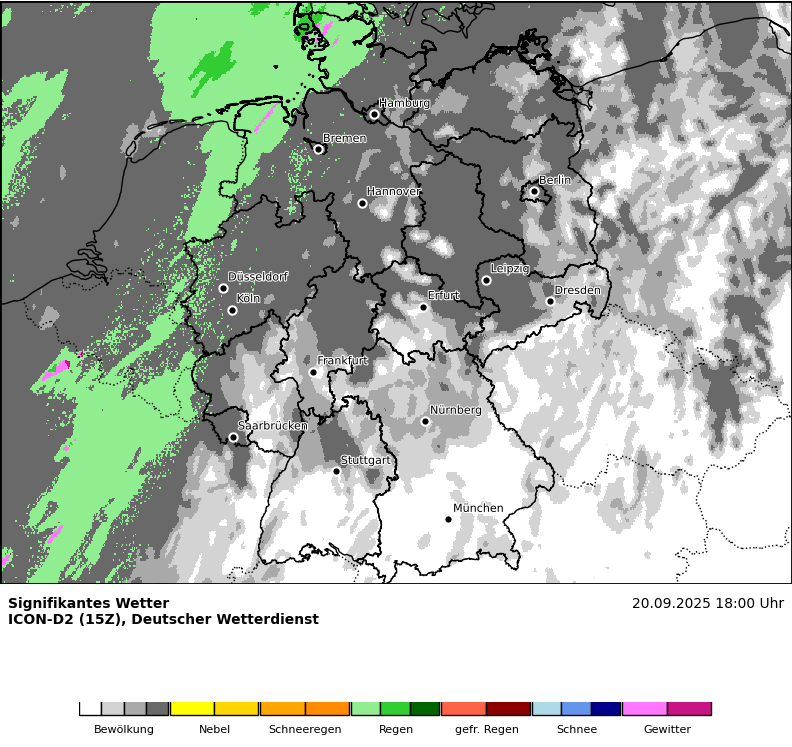 Hamburg
Bremen
Berlin
Hannover
Düsseldorf
Leipzig
Köln
Erfurt
Dresden
Frankfurt
Nürnberg
Saarbrücken
Stuttgart
München
Signifikantes Wetter
20.09.2025 18:00 Uhr
ICON-D2 (15Z), Deutscher Wetterdienst
Bewölkung Nebel Schneeregen Regen gefr. Regen Schnee Gewitter